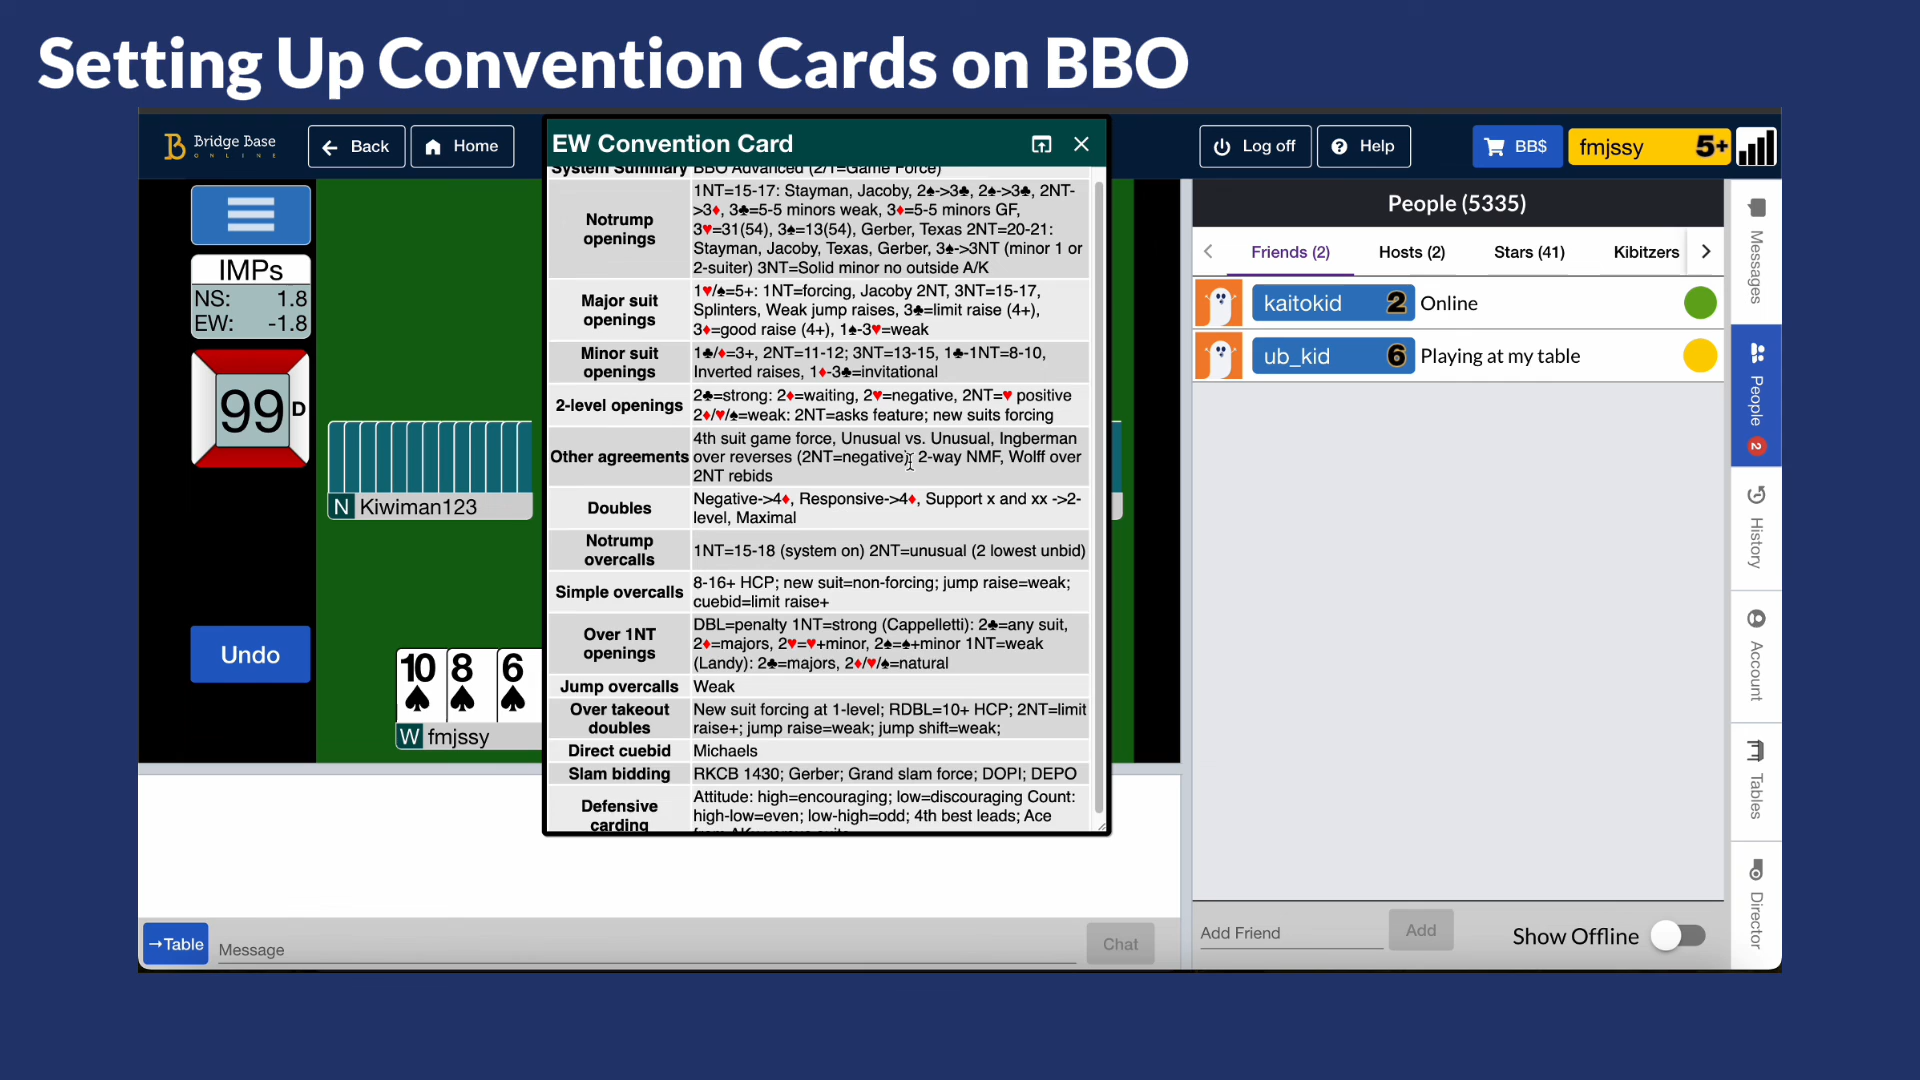 Setting Up Convention Cards on BBO
Bridge Base
ONLINE
Back
Home
EW Convention Card
Log off
Help
BB$
fmjssy 5+
IMPs
NS: 1.8
EW: -1.8
99 D
N Kiwiman123
Undo
10 8 6
W fmjssy
System Summary BBO Advanced (2/1=Game Force)
Notrump openings
1NT=15-17: Stayman, Jacoby, 2♠->3♣, 2♠->3♣, 2NT-
>3♦, 3♣=5-5 minors weak, 3♦=5-5 minors GF,
3♥=31(54), 3♠=13(54), Gerber, Texas 2NT=20-21:
Stayman, Jacoby, Texas, Gerber, 3♠->3NT (minor 1 or
2-suiter) 3NT=Solid minor no outside A/K
Major suit openings
1♥/♠=5+: 1NT=forcing, Jacoby 2NT, 3NT=15-17,
Splinters, Weak jump raises, 3♣=limit raise (4+),
3♦=good raise (4+), 1♠-3♥=weak
Minor suit openings
1♣/♦=3+, 2NT=11-12; 3NT=13-15, 1♣-1NT=8-10,
Inverted raises, 1♦-3♣=invitational
2-level openings
2♣=strong: 2♦=waiting, 2♥=negative, 2NT=♥ positive
2♦/♥/♠=weak: 2NT=asks feature; new suits forcing
Other agreements
4th suit game force, Unusual vs. Unusual, Ingberman
over reverses (2NT=negative), 2-way NMF, Wolff over
2NT rebids
Doubles
Negative->4♦, Responsive->4♦, Support x and xx ->2-
level, Maximal
Notrump overcalls
1NT=15-18 (system on) 2NT=unusual (2 lowest unbid)
Simple overcalls
8-16+ HCP; new suit=non-forcing; jump raise=weak;
cuebid=limit raise+
Over 1NT openings
DBL=penalty 1NT=strong (Cappelletti): 2♣=any suit,
2♦=majors, 2♥=♥+minor, 2♠=♠+minor 1NT=weak
(Landy): 2♣=majors, 2♦/♥/♠=natural
Jump overcalls Weak
Over takeout doubles
New suit forcing at 1-level; RDBL=10+ HCP; 2NT=limit
raise+; jump raise=weak; jump shift=weak;
Direct cuebid Michaels
Slam bidding RKCB 1430; Gerber; Grand slam force; DOPI; DEPO
Defensive carding
Attitude: high=encouraging; low=discouraging Count:
high-low=even; low-high=odd; 4th best leads; Ace
People (5335)
Friends (2) Hosts (2) Stars (41) Kibitzers
kaitokid 2 Online
ub_kid 6 Playing at my table
Messages
People 2
History
Account
Tables
Director
→Table
Message
Chat
Add Friend
Add
Show Offline